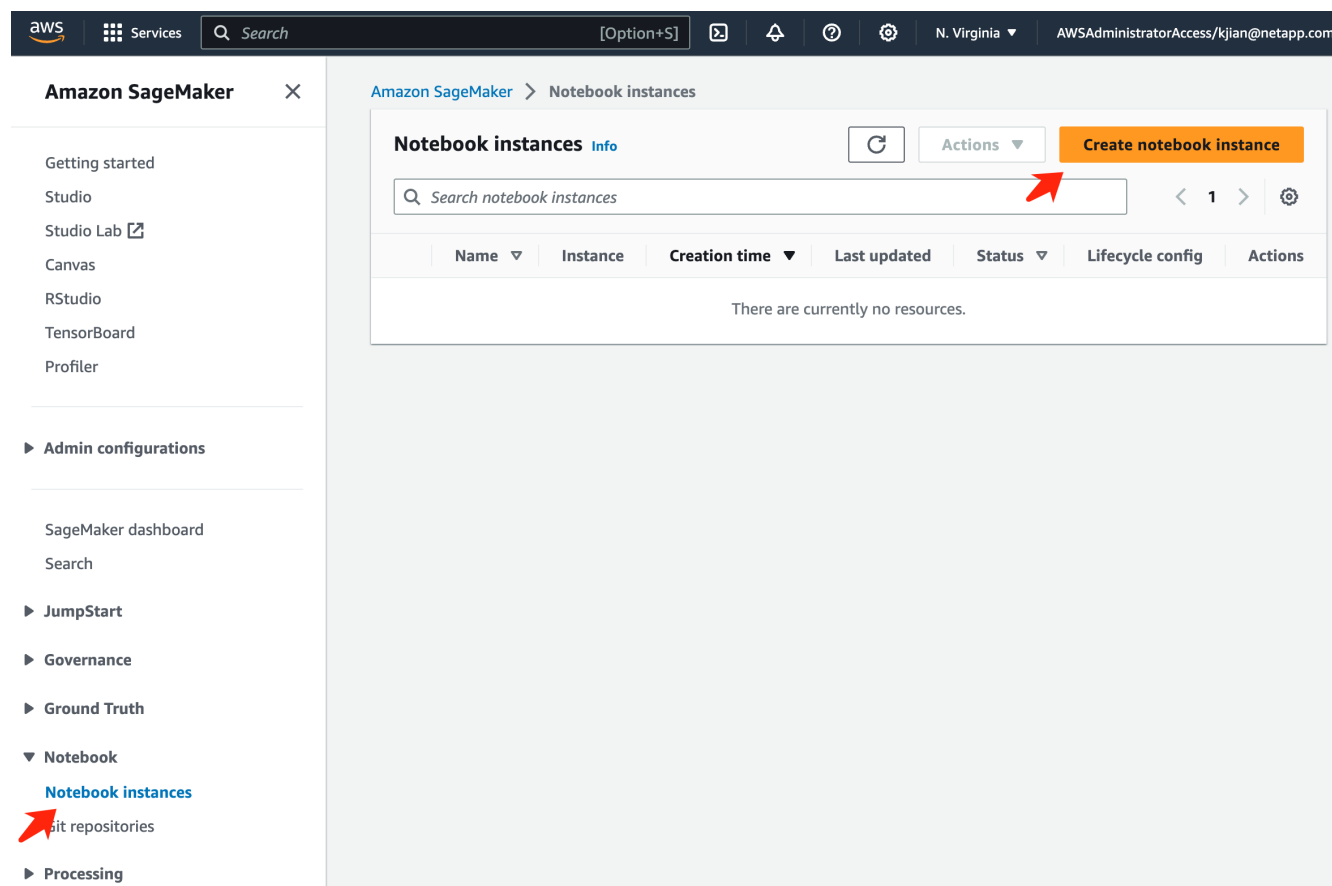 aws Services Search [Option+S] N. Virginia AWSAdministratorAccess/kjian@netapp.com
Amazon SageMaker
Getting started
Studio
Studio Lab
Canvas
RStudio
TensorBoard
Profiler
Admin configurations
SageMaker dashboard
Search
JumpStart
Governance
Ground Truth
Notebook
Notebook instances
Git repositories
Processing
Amazon SageMaker > Notebook instances
Notebook instances Info Actions Create notebook instance
Search notebook instances 1
Name Instance Creation time Last updated Status Lifecycle config Actions
There are currently no resources.